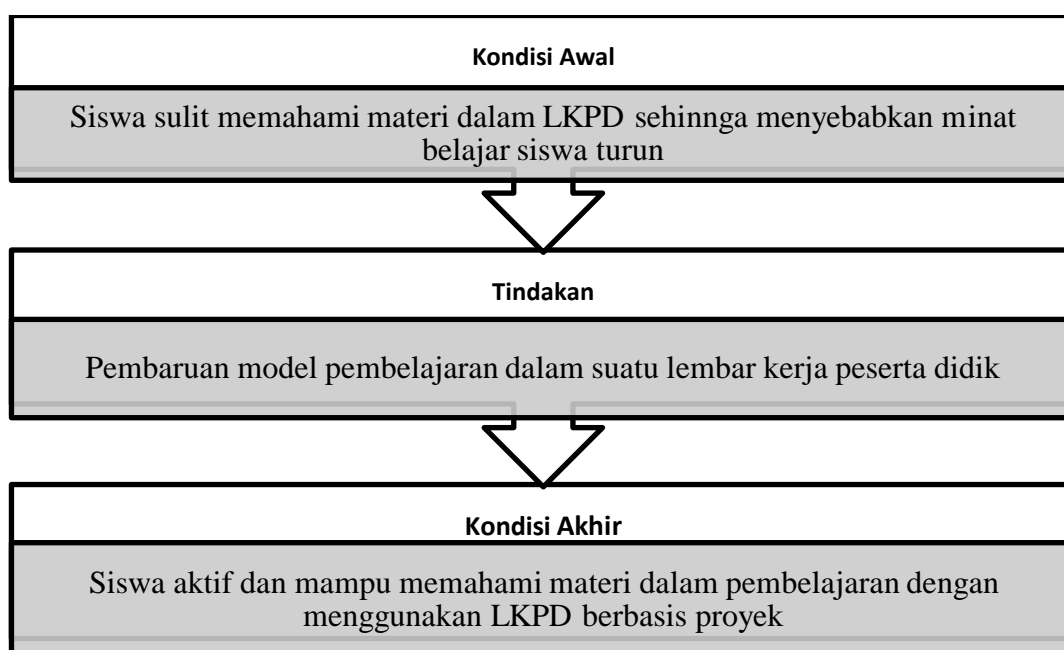 Kondisi Awal
Siswa sulit memahami materi dalam LKPD sehinnga menyebabkan minat
belajar siswa turun
Tindakan
Pembaruan model pembelajaran dalam suatu lembar kerja peserta didik
Kondisi Akhir
Siswa aktif dan mampu memahami materi dalam pembelajaran dengan
menggunakan LKPD berbasis proyek